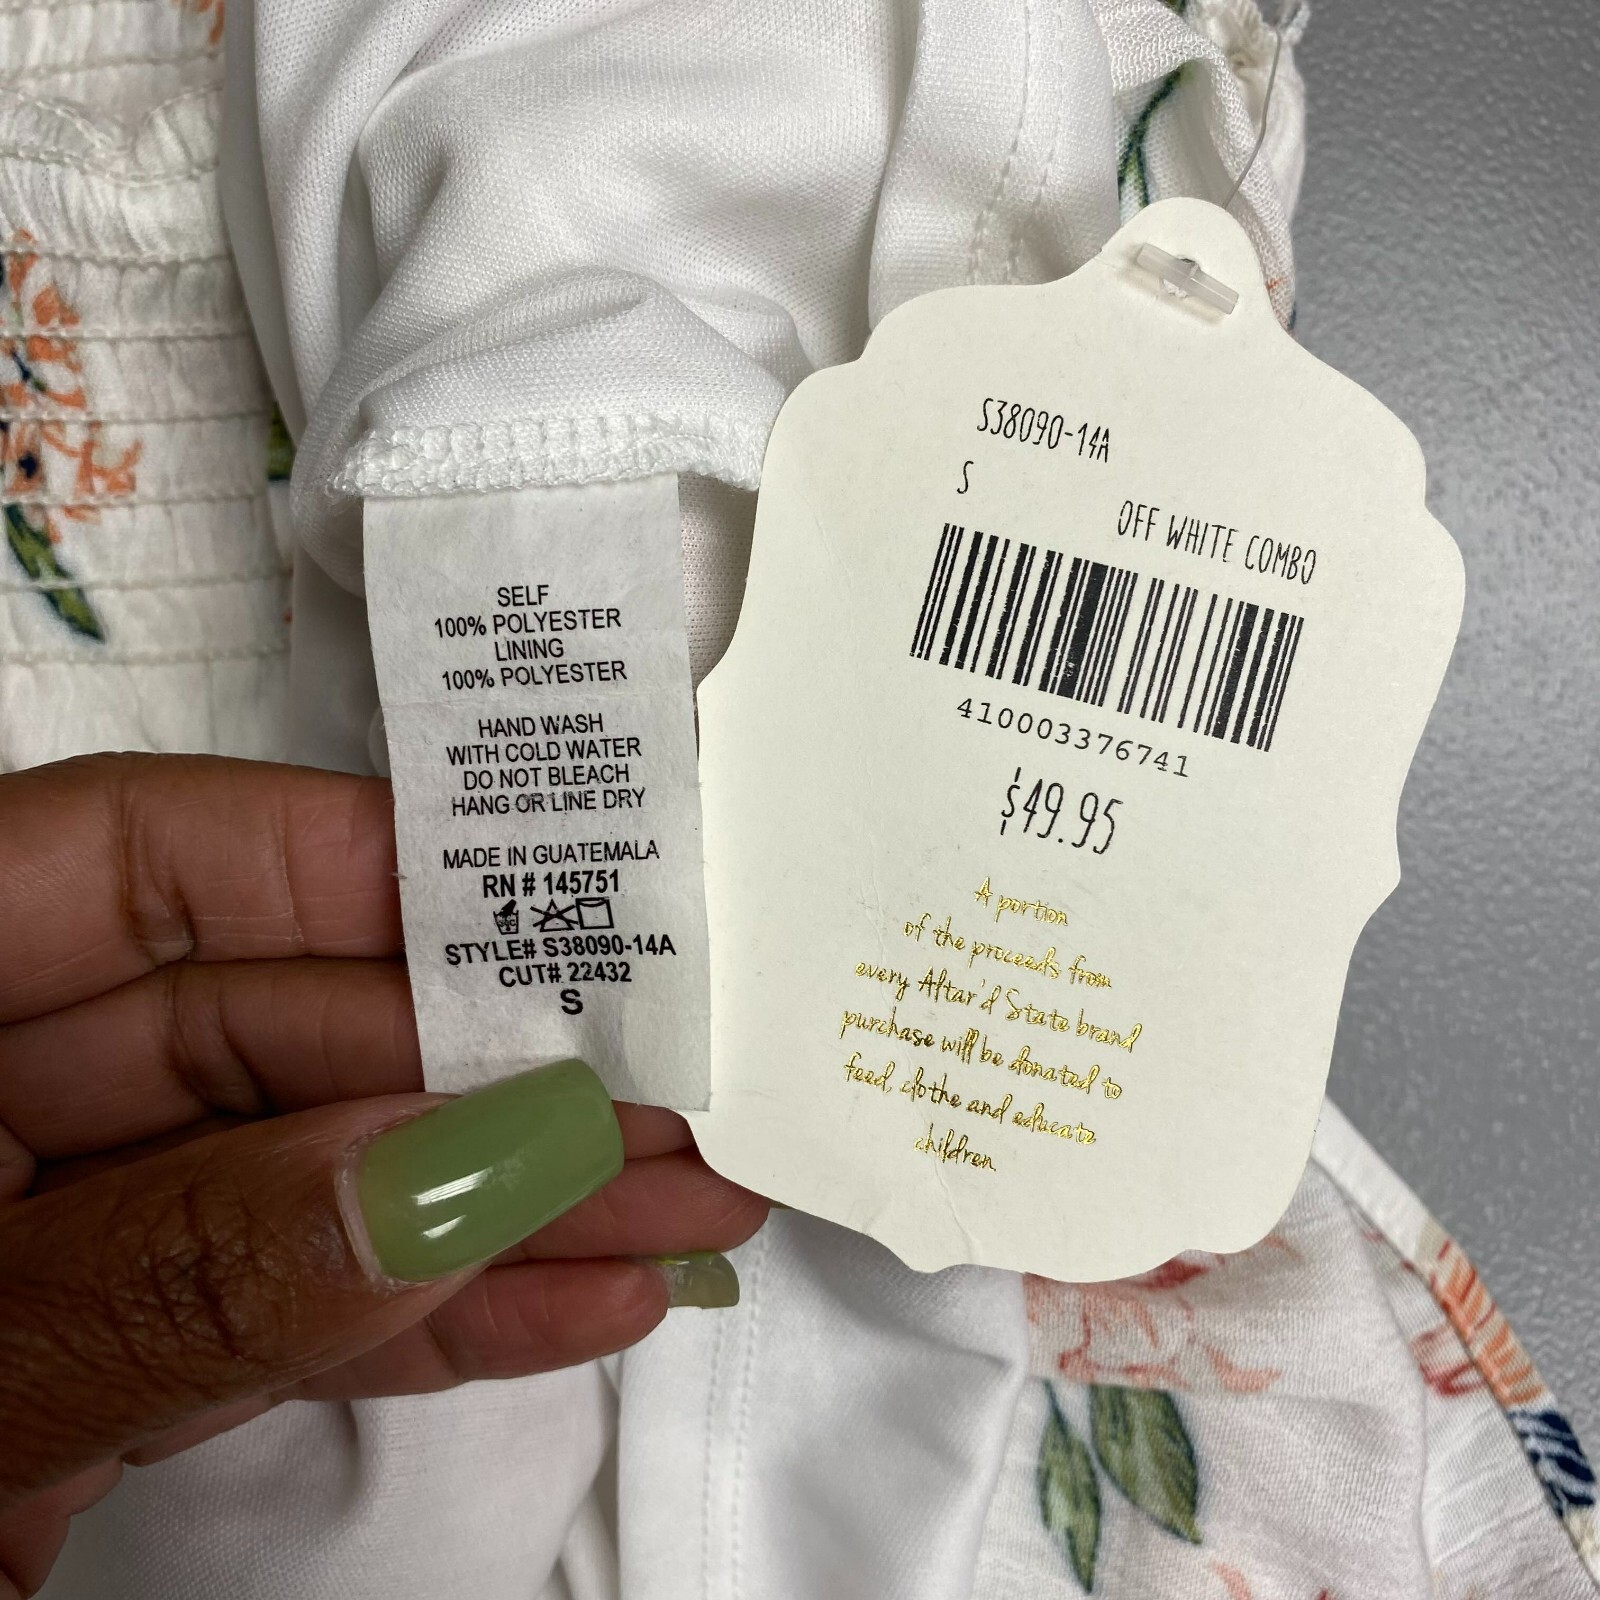 SELF
100% POLYESTER
LINING
100% POLYESTER
HAND WASH
WITH COLD WATER
DO NOT BLEACH
HANG OR LINE DRY
MADE IN GUATEMALA
RN # 145751
STYLE# S38090-14A
CUT# 22432
S
S38090-14A
S
OFF WHITE COMBO
410003376741
$49.95
A portion
of the proceeds from
every Altar'd State brand
purchase will be donated to
feed, clothe and educate
children.